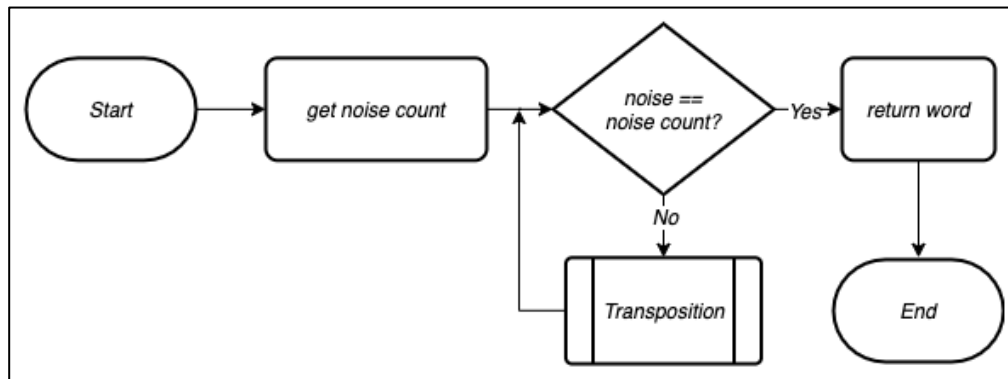 Start
get noise count
noise ==
noise count?
Yes
return word
No
Transposition
End